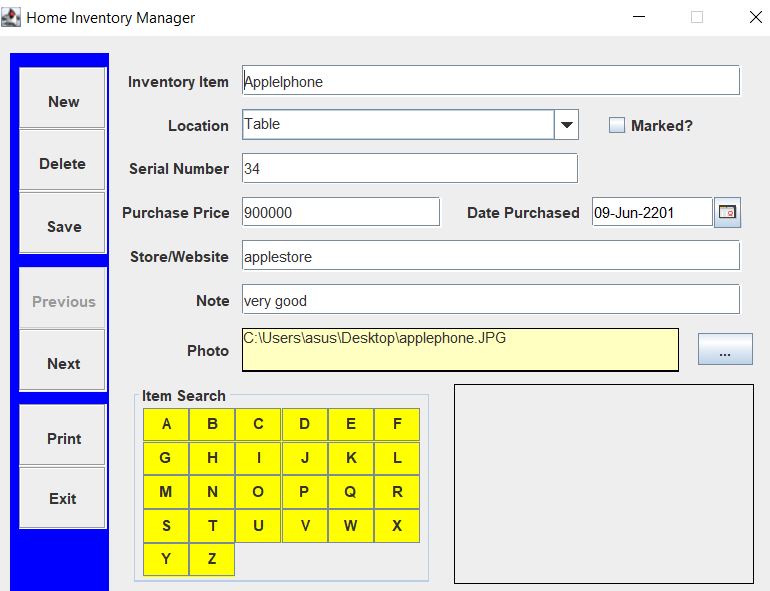 Home Inventory Manager
New
Delete
Save
Previous
Next
Print
Exit
Inventory Item AppleIphone
Location Table Marked?
Serial Number 34
Purchase Price 900000 Date Purchased 09-Jun-2201
Store/Website applestore
Note very good
Photo C:\Users\asus\Desktop\applephone.JPG ...
Item Search
A B C D E F
G H I J K L
M N O P Q R
S T U V W X
Y Z